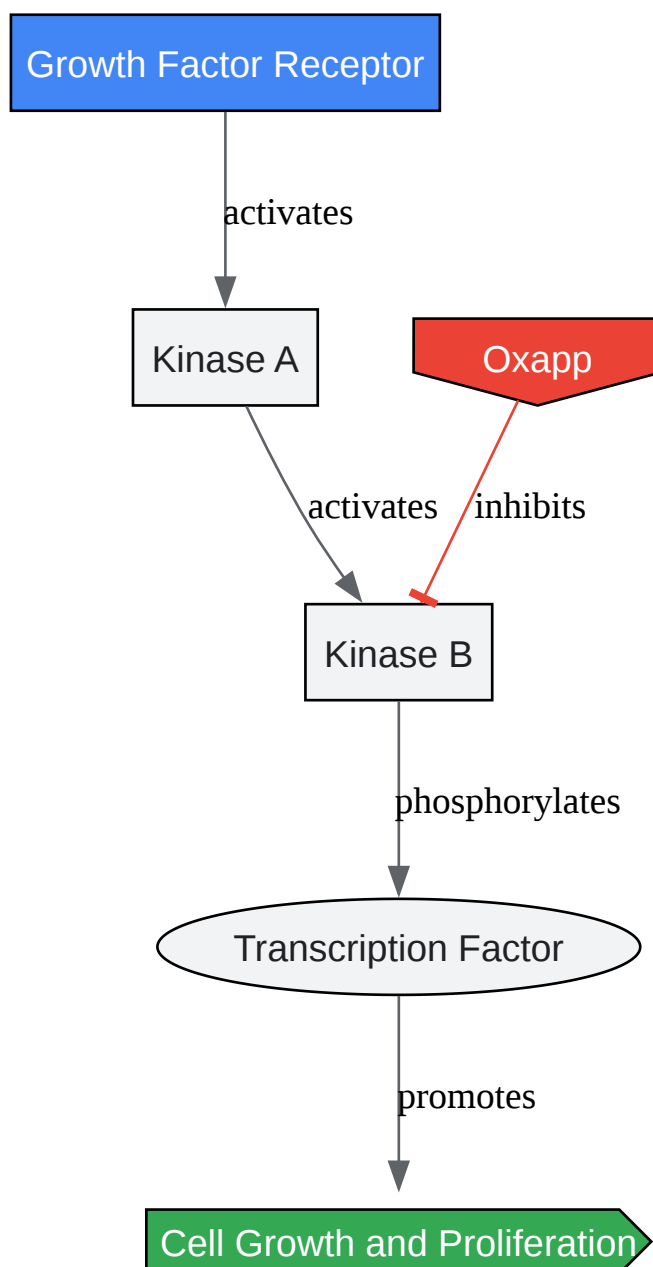 Growth Factor Receptor
activates
Kinase A
Oxapp
activates
inhibits
Kinase B
phosphorylates
Transcription Factor
promotes
Cell Growth and Proliferation